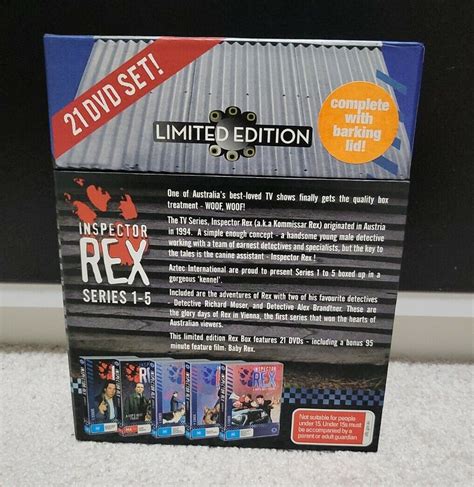 21 DVD SET!
LIMITED EDITION
complete
with
barking
lid!
INSPECTOR
REX
SERIES 1-5
One of Australia's best-loved TV shows finally gets the quality box
treatment - WOOF, WOOF!
The TV Series, Inspector Rex (a.k.a Kommissar Rex) originated in Austria
in 1994. A simple enough concept - a handsome young male detective
working with a team of earnest detectives and specialists, but the key to
the tales is the canine assistant - Inspector Rex !
Aztec International are proud to present Series 1 to 5 boxed up in a
gorgeous 'kennel'.
Included are the adventures of Rex with two of his favourite detectives
- Detective Richard Moser, and Detective Alex Brandtner. These are
the glory days of Rex in Vienna, the first series that won the hearts of
Australian viewers.
This limited edition Rex Box features 21 DVDs - including a bonus 95
minute feature film: Baby Rex.
REX
Not suitable for people
under 15. Under 15s must
be accompanied by a
parent or adult guardian